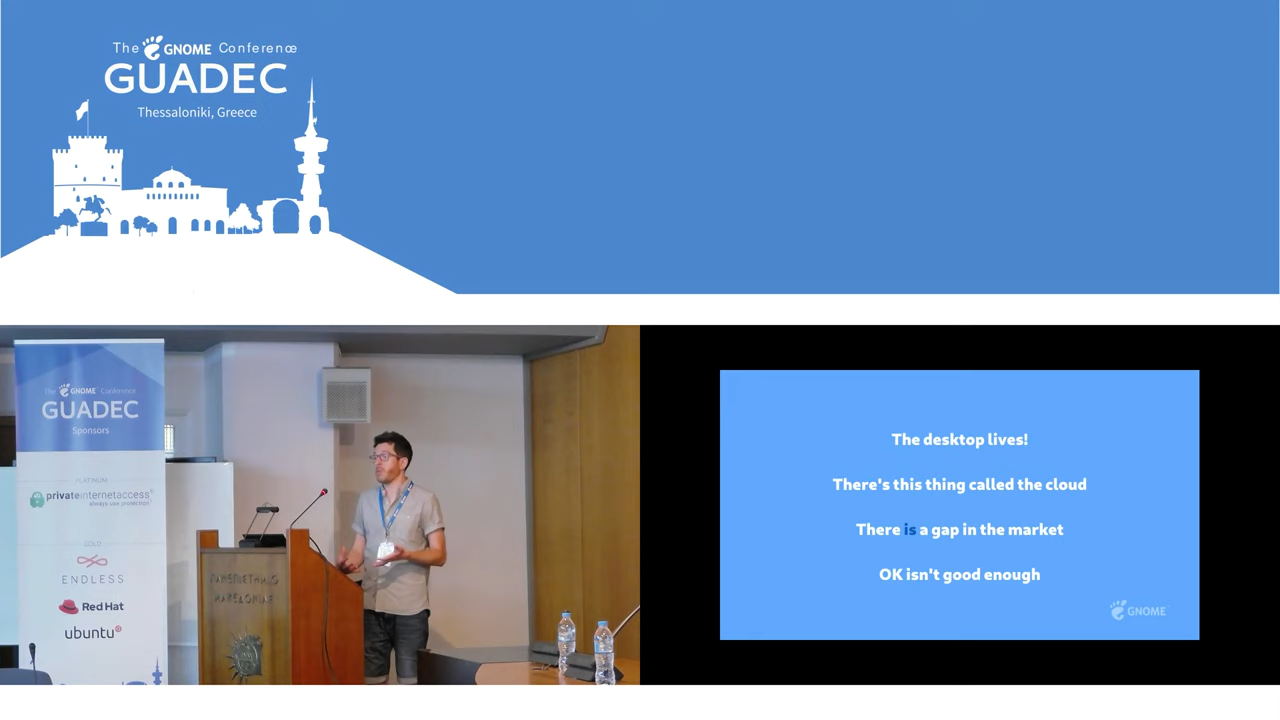 The GNOME Conference
GUADEC
Thessaloniki, Greece
The GNOME Conference
GUADEC
Sponsors
PLATINUM
privateinternetaccess®
always use protection
GOLD
ENDLESS
Red Hat
ubuntu®
ΠΑΝΕΠΙΣΤΗΜΙΟ
ΜΑΚΕΔΟΝΙΑΣ
The desktop lives!
There's this thing called the cloud
There is a gap in the market
OK isn't good enough
GNOME